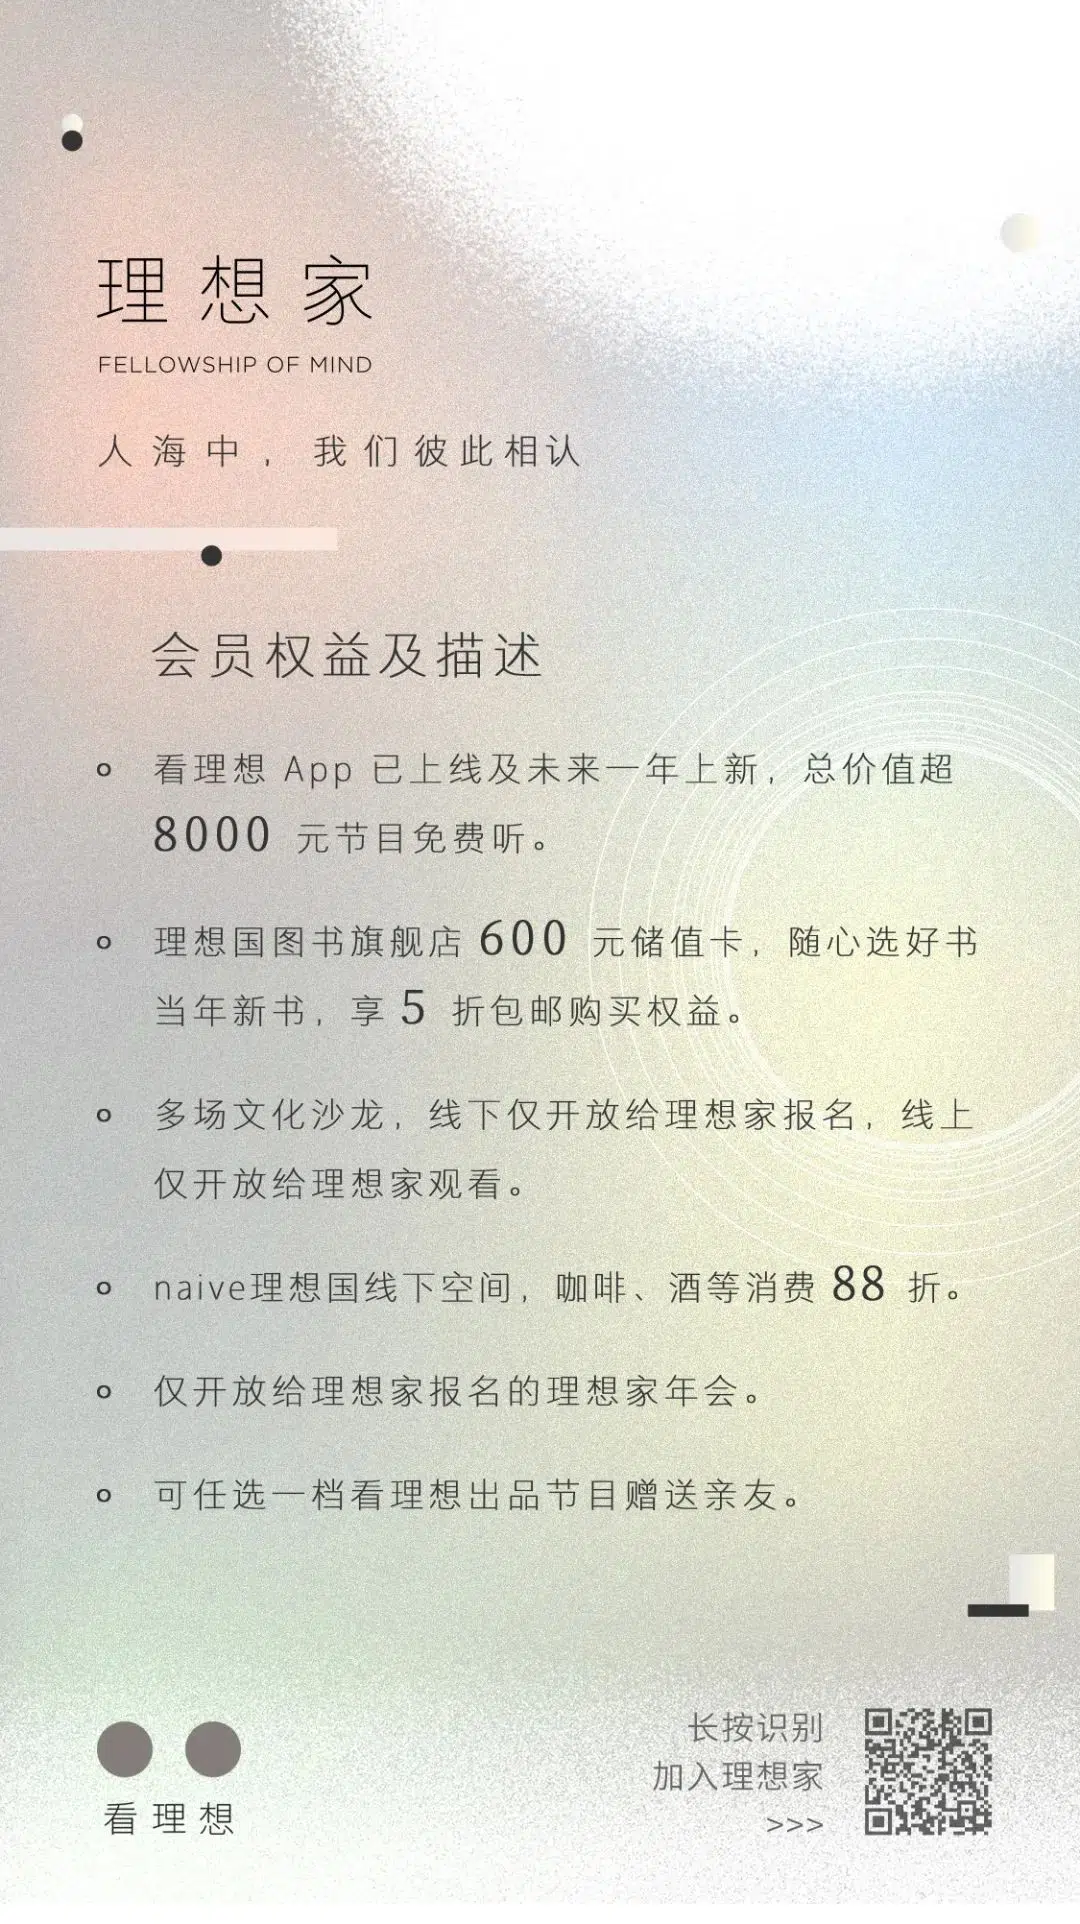 理想家
FELLOWSHIP OF MIND
人海中，我们彼此相认
会员权益及描述
看理想 App 已上线及未来一年上新，总价值超
8000 元节目免费听。
理想国图书旗舰店 600 元储值卡，随心选好书
当年新书，享 5 折包邮购买权益。
多场文化沙龙，线下仅开放给理想家报名，线上
仅开放给理想家观看。
naive理想国线下空间，咖啡、酒等消费 88 折。
仅开放给理想家报名的理想家年会。
可任选一档看理想出品节目赠送亲友。
看理想
长按识别
加入理想家
>>>